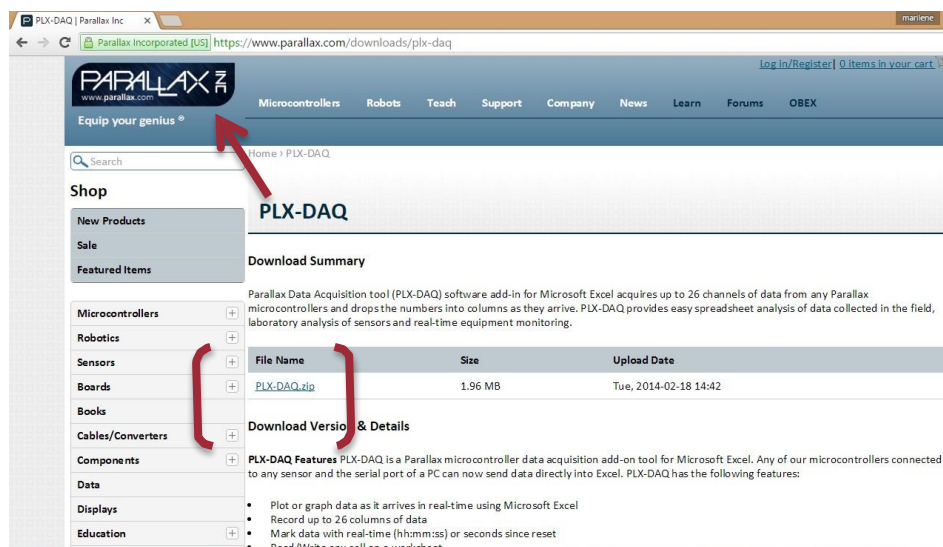 PLX-DAQ | Parallax Inc
marilene
Parallax Incorporated [US] https://www.parallax.com/downloads/plx-daq
Log In/Register| 0 items in your cart
PARALLAX INC
www.parallax.com
Equip your genius ®
Microcontrollers Robots Teach Support Company News Learn Forums OBEX
Search
Home › PLX-DAQ
Shop
New Products
Sale
Featured Items
Microcontrollers
Robotics
Sensors
Boards
Books
Cables/Converters
Components
Data
Displays
Education
PLX-DAQ
Download Summary
Parallax Data Acquisition tool (PLX-DAQ) software add-in for Microsoft Excel acquires up to 26 channels of data from any Parallax
microcontrollers and drops the numbers into columns as they arrive. PLX-DAQ provides easy spreadsheet analysis of data collected in the field,
laboratory analysis of sensors and real-time equipment monitoring.
File Name Size Upload Date
PLX-DAQ.zip 1.96 MB Tue, 2014-02-18 14:42
Download Version & Details
PLX-DAQ Features PLX-DAQ is a Parallax microcontroller data acquisition add-on tool for Microsoft Excel. Any of our microcontrollers connected
to any sensor and the serial port of a PC can now send data directly into Excel. PLX-DAQ has the following features:
• Plot or graph data as it arrives in real-time using Microsoft Excel
• Record up to 26 columns of data
• Mark data with real-time (hh:mm:ss) or seconds since reset
• Read/Write any cell on a worksheet